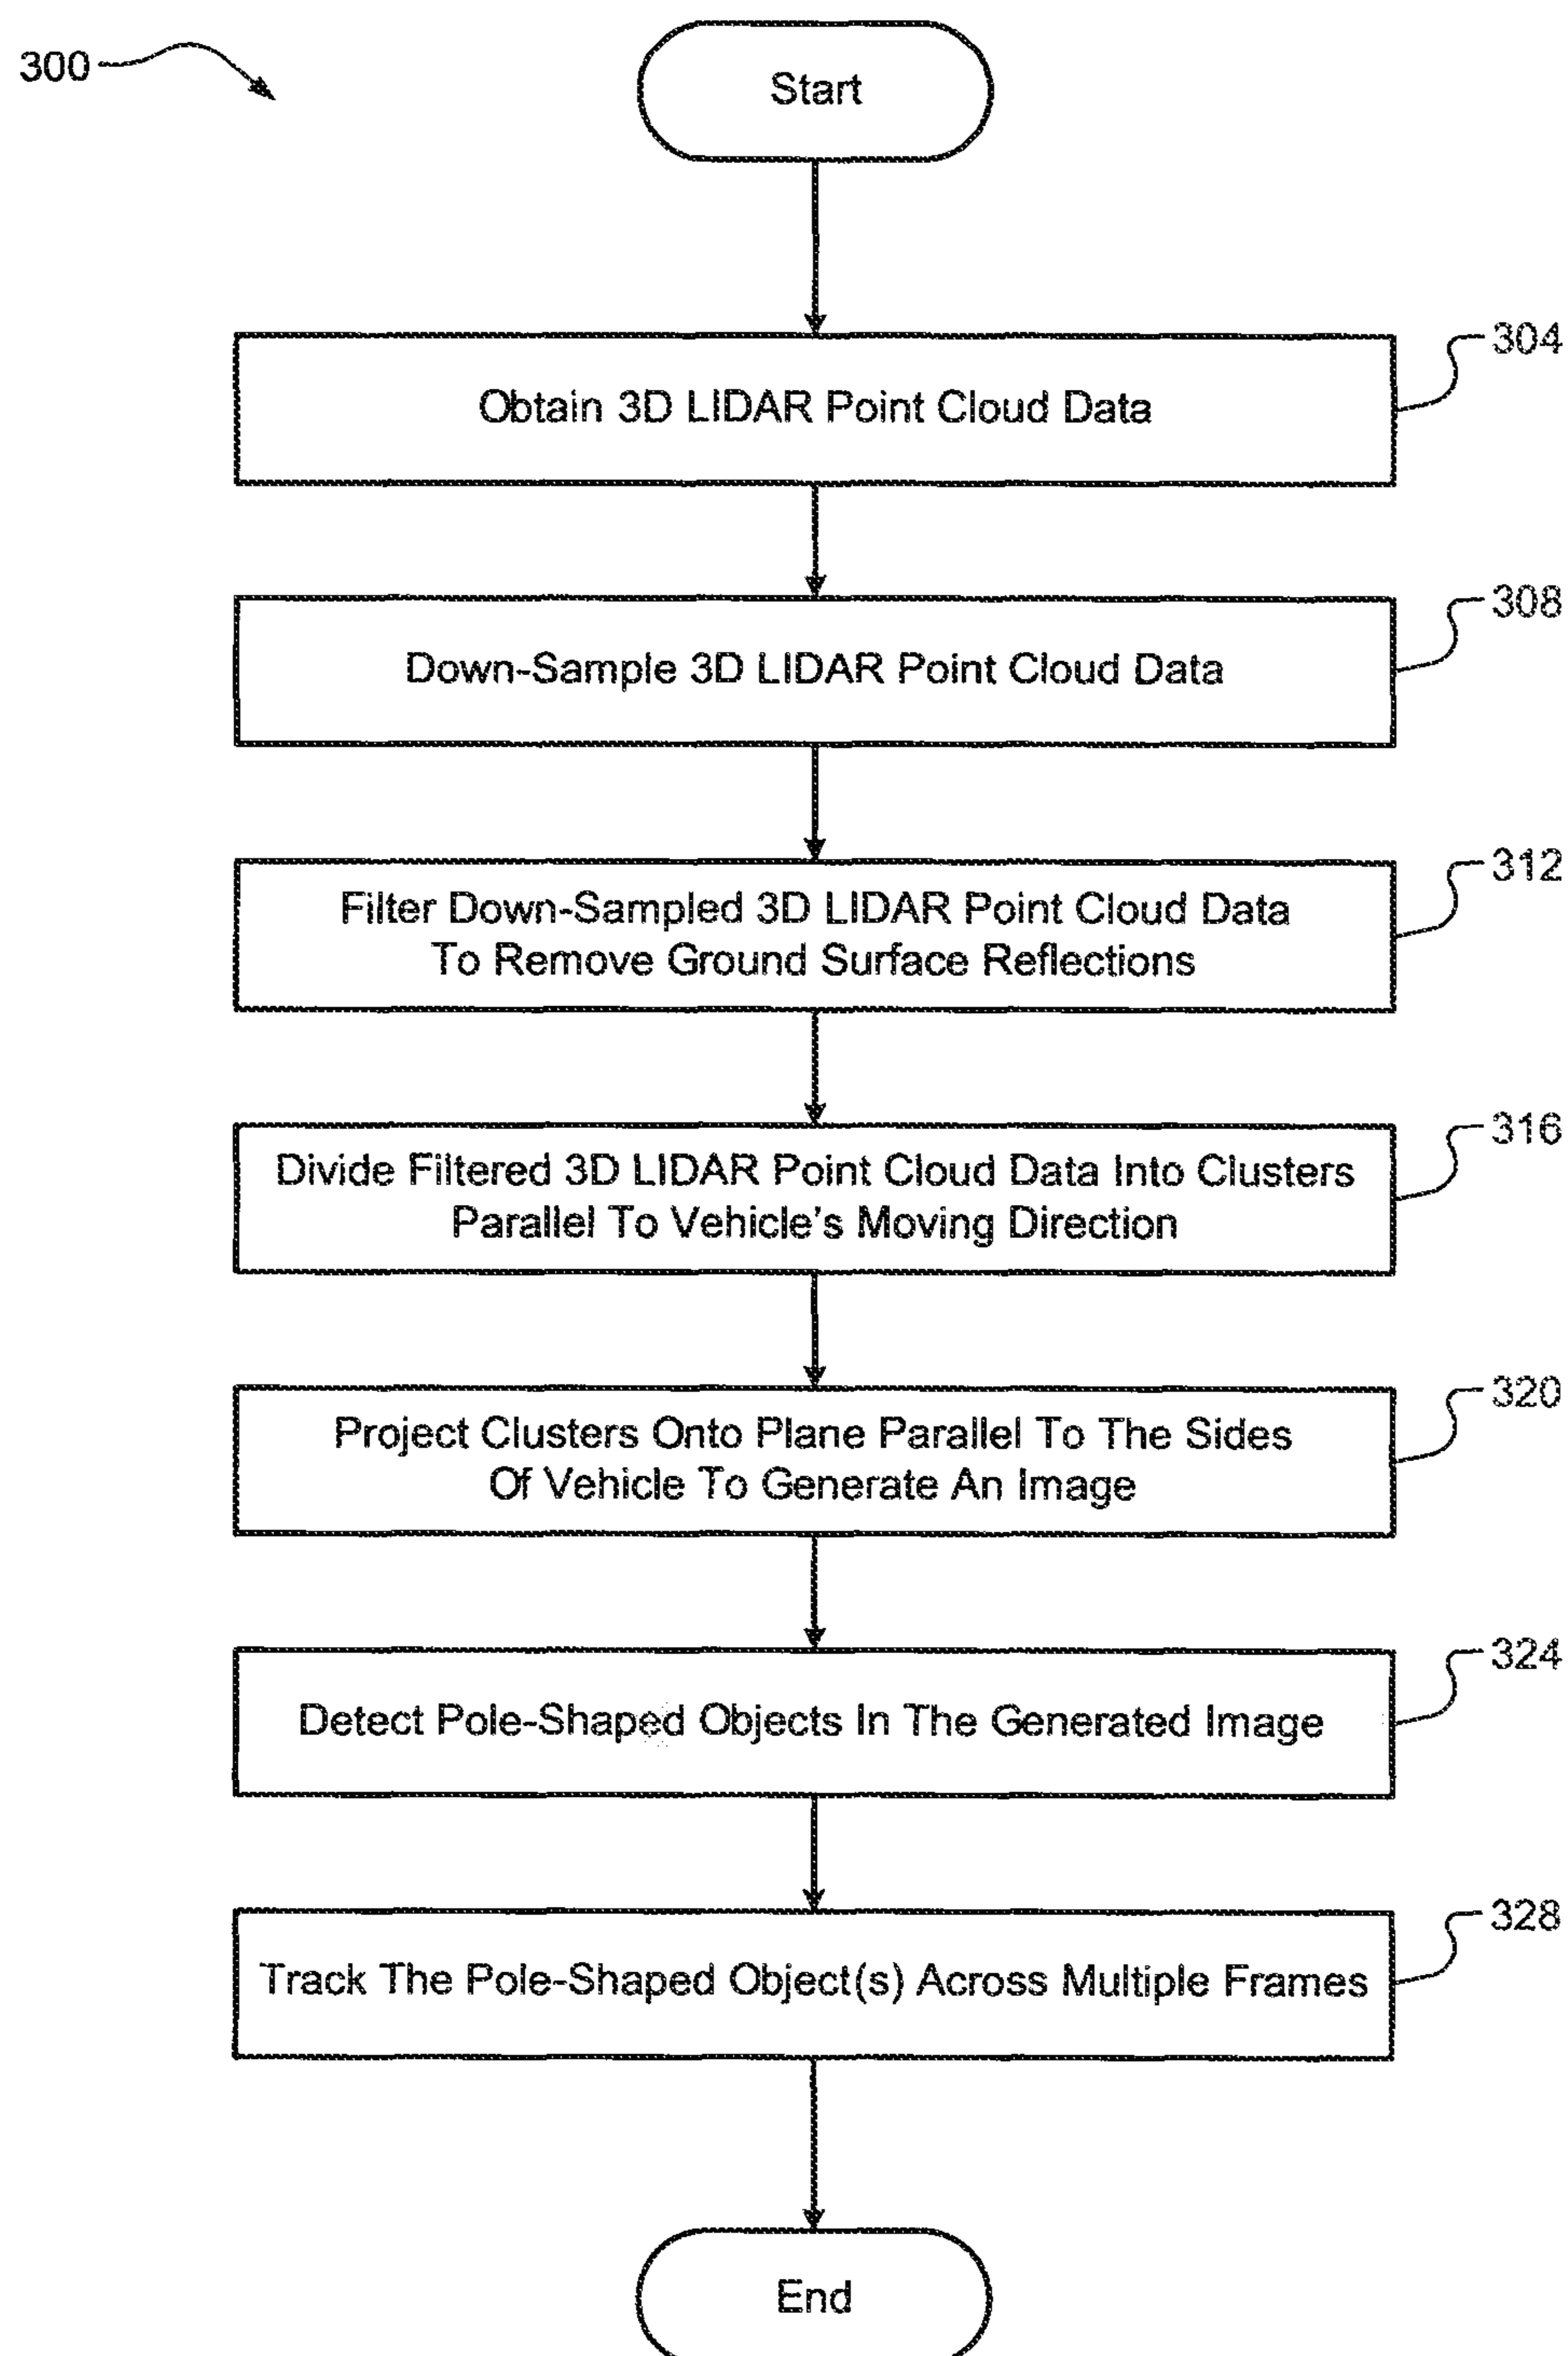 300
Start
304
Obtain 3D LIDAR Point Cloud Data
308
Down-Sample 3D LIDAR Point Cloud Data
312
Filter Down-Sampled 3D LIDAR Point Cloud Data
To Remove Ground Surface Reflections
316
Divide Filtered 3D LIDAR Point Cloud Data Into Clusters
Parallel To Vehicle's Moving Direction
320
Project Clusters Onto Plane Parallel To The Sides
Of Vehicle To Generate An Image
324
Detect Pole-Shaped Objects In The Generated Image
328
Track The Pole-Shaped Object(s) Across Multiple Frames
End